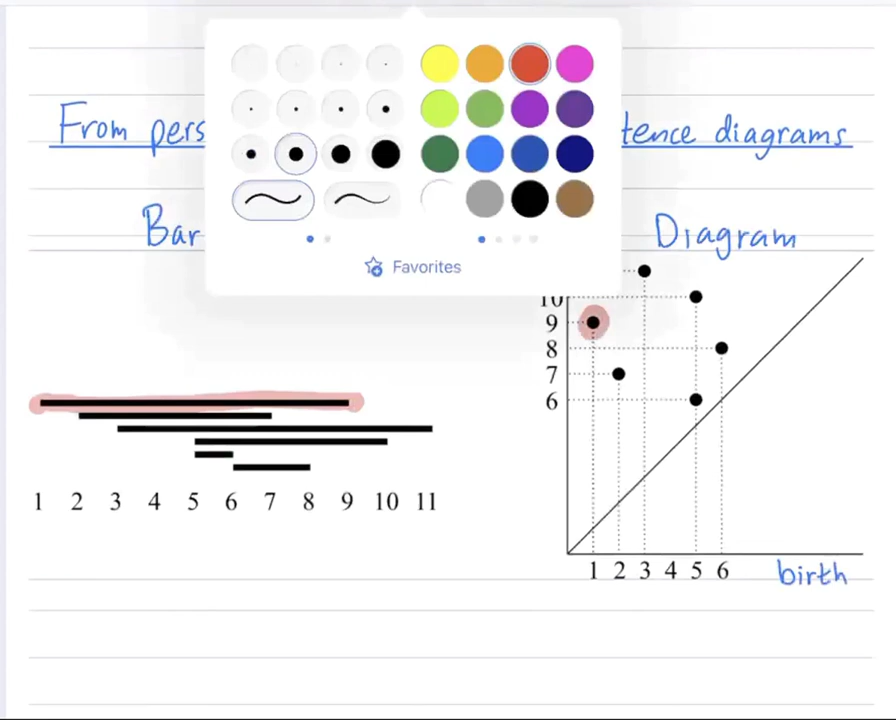 From pers tence diagrams
Bar Diagram
Favorites
10
9
8
7
6
1 2 3 4 5 6 7 8 9 10 11
1 2 3 4 5 6 birth